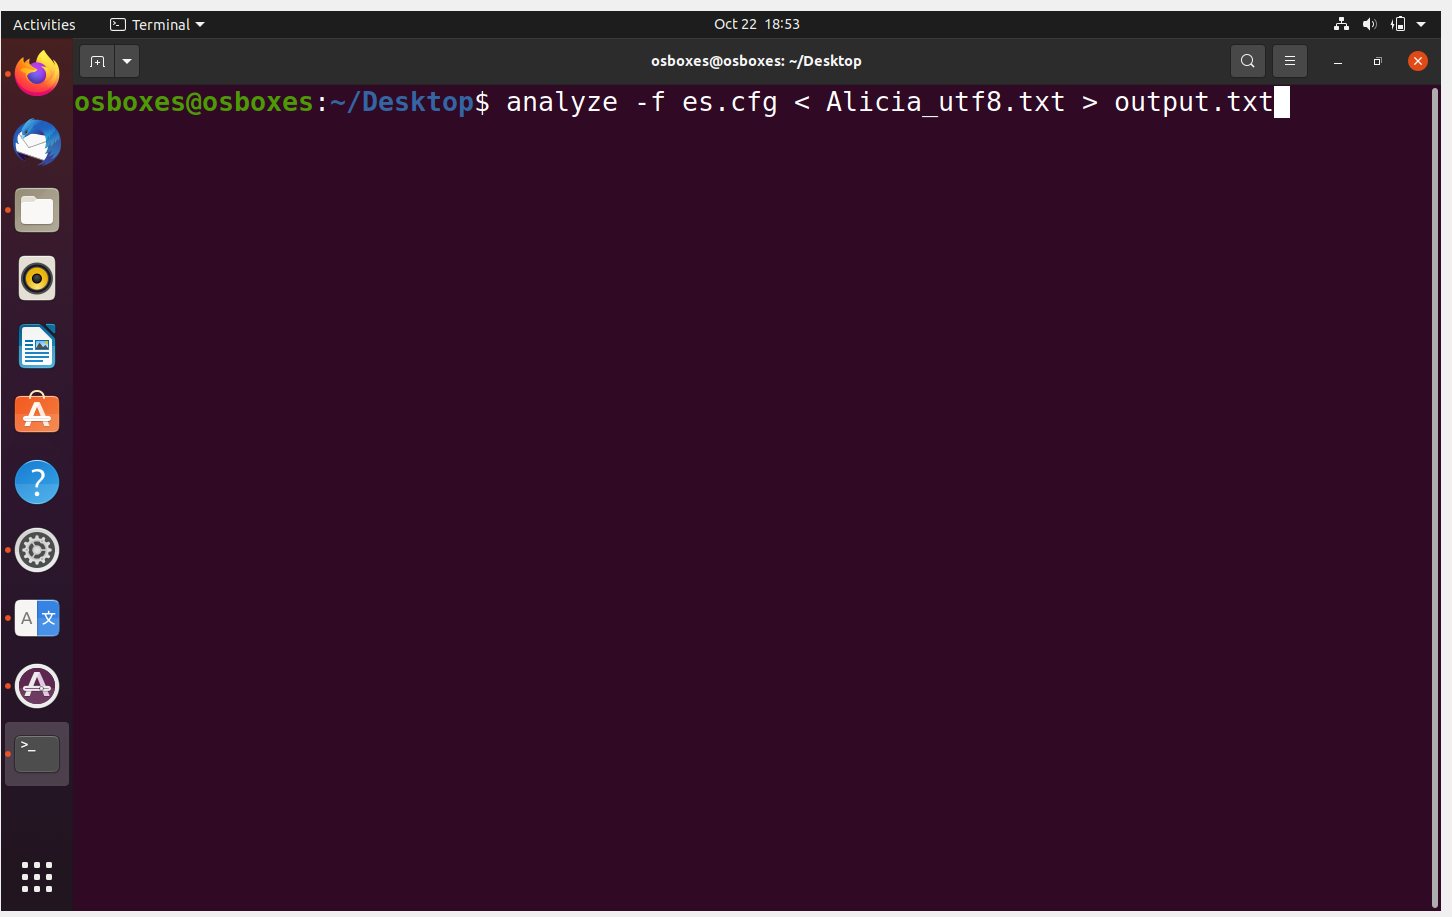 Activities
Terminal
Oct 22 18:53
osboxes@osboxes: ~/Desktop
osboxes@osboxes:~/Desktop$ analyze -f es.cfg < Alicia_utf8.txt > output.txt
A 文
?
>_